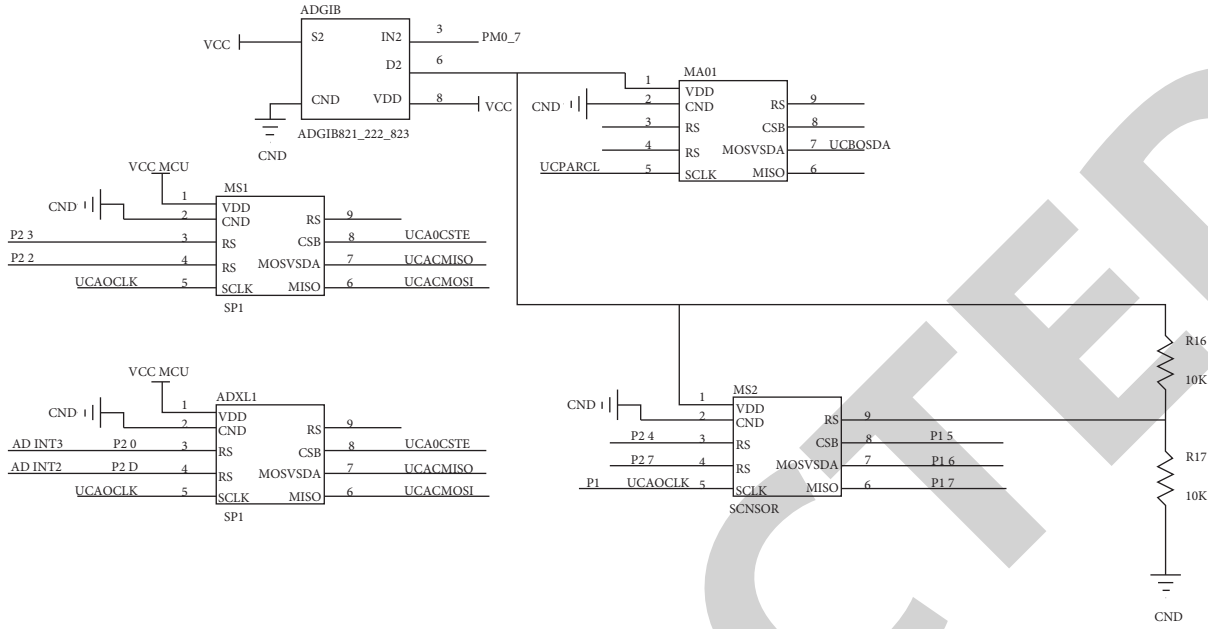 ADGIB
S2
IN2
3
PM0_7
VCC
D2
6
CND
VDD
8
VCC
ADGIB821_222_823
CND
MA01
1
VDD
CND
2
CND
RS
9
3
RS
CSB
8
4
RS
MOSVSDA
7
UCBOSDA
UCPARCL
5
SCLK
MISO
6
VCC MCU
MS1
1
VDD
CND
2
CND
RS
9
P2 3
3
RS
CSB
8
UCA0CSTE
P2 2
4
RS
MOSVSDA
7
UCACMISO
UCAOCLK
5
SCLK
MISO
6
UCACMOSI
SP1
VCC MCU
ADXL1
1
VDD
CND
2
CND
RS
9
AD INT3
P2 0
3
RS
CSB
8
UCA0CSTE
AD INT2
P2 D
4
RS
MOSVSDA
7
UCACMISO
UCAOCLK
5
SCLK
MISO
6
UCACMOSI
SP1
MS2
1
VDD
CND
2
CND
RS
9
P2 4
3
RS
CSB
8
P1 5
P2 7
4
RS
MOSVSDA
7
P1 6
P1
UCAOCLK
5
SCLK
MISO
6
P1 7
SCNSOR
R16
10K
R17
10K
CND
CTED